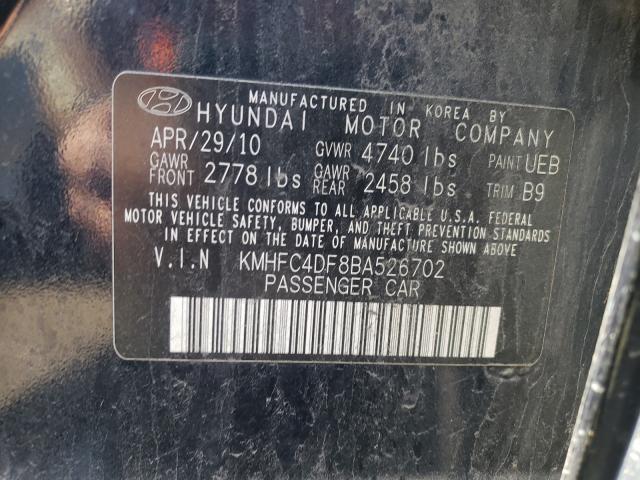 MANUFACTURED IN KOREA BY
HYUNDAI MOTOR COMPANY
APR/29/10 GVWR 4740 lbs PAINT UEB
GAWR FRONT 2778 lbs GAWR REAR 2458 lbs TRIM B9
THIS VEHICLE CONFORMS TO ALL APPLICABLE U.S.A. FEDERAL
MOTOR VEHICLE SAFETY, BUMPER, AND THEFT PREVENTION STANDARDS
IN EFFECT ON THE DATE OF MANUFACTURE SHOWN ABOVE
V.I.N KMHFC4DF8BA526702
PASSENGER CAR